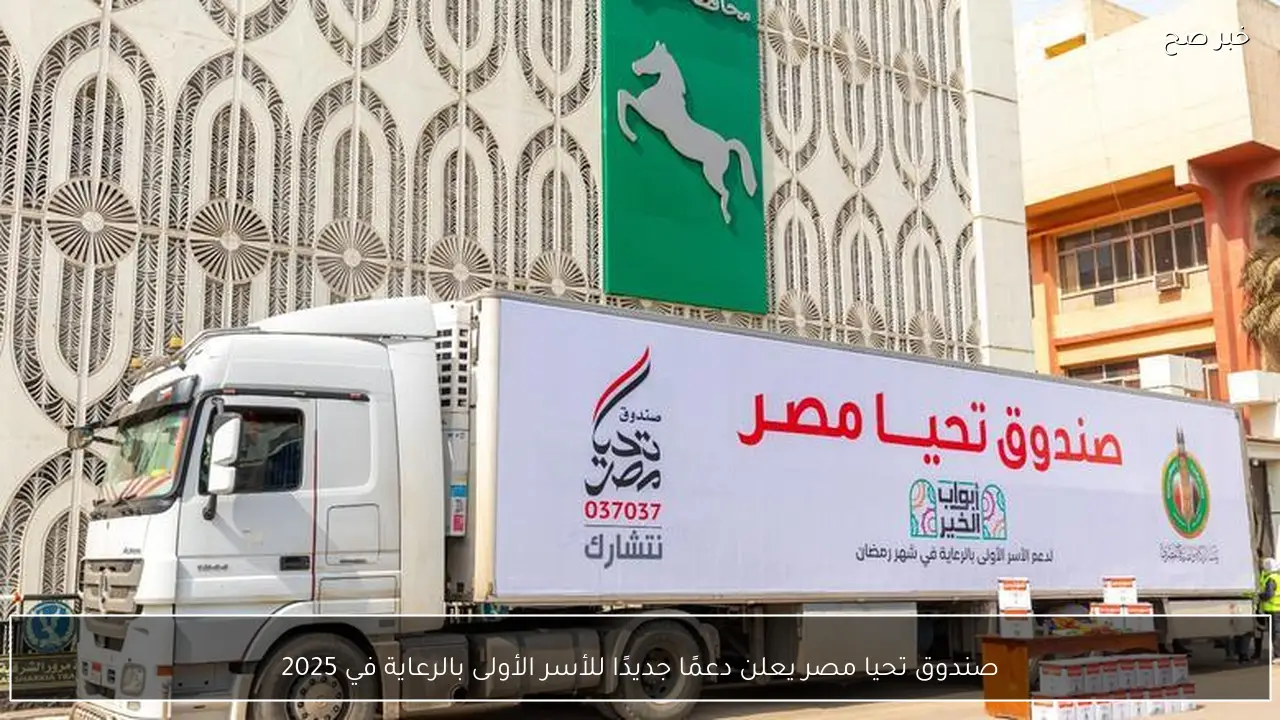 خبر صح
صندوق
تحيا
مصر
037037
نتشارك
صندوق تحيا مصر
أبواب
الخير
لدعم الأسر الأولى بالرعاية في شهر رمضان
صندوق تحيا مصر يعلن دعمًا جديدًا للأسر الأولى بالرعاية في 2025